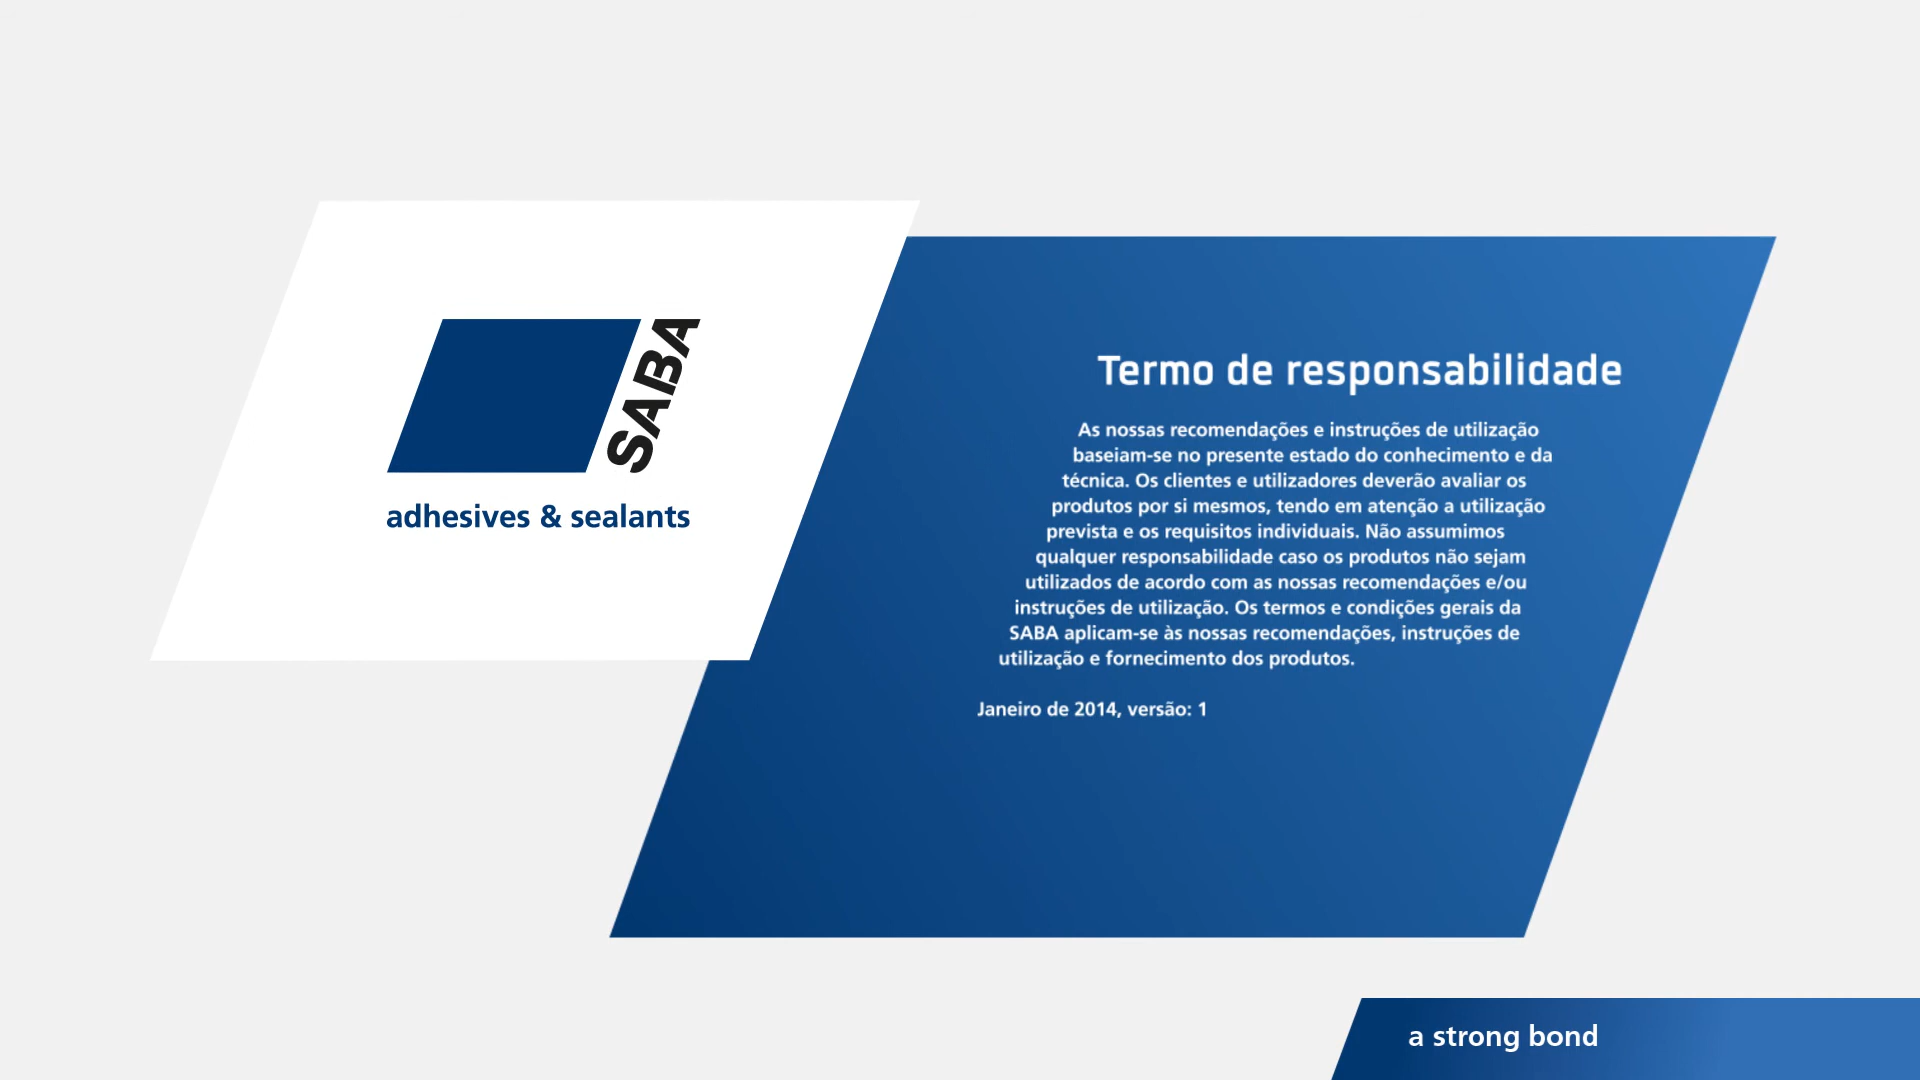 SABA
adhesives & sealants
Termo de responsabilidade
As nossas recomendações e instruções de utilização
baseiam-se no presente estado do conhecimento e da
técnica. Os clientes e utilizadores deverão avaliar os
produtos por si mesmos, tendo em atenção a utilização
prevista e os requisitos individuais. Não assumimos
qualquer responsabilidade caso os produtos não sejam
utilizados de acordo com as nossas recomendações e/ou
instruções de utilização. Os termos e condições gerais da
SABA aplicam-se às nossas recomendações, instruções de
utilização e fornecimento dos produtos.
Janeiro de 2014, versão: 1
a strong bond